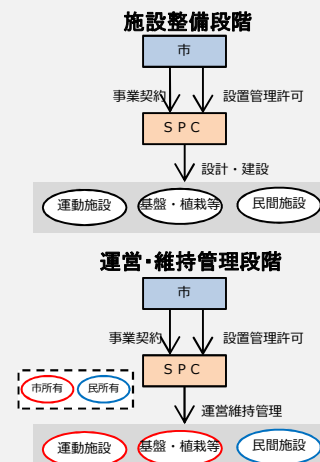 施設整備段階
市
事業契約 設置管理許可
ＳＰＣ
設計・建設
運動施設 基盤・植栽等 民間施設
運営・維持管理段階
市
事業契約 設置管理許可
ＳＰＣ
市所有 民所有
運営維持管理
運動施設 基盤・植栽等 民間施設